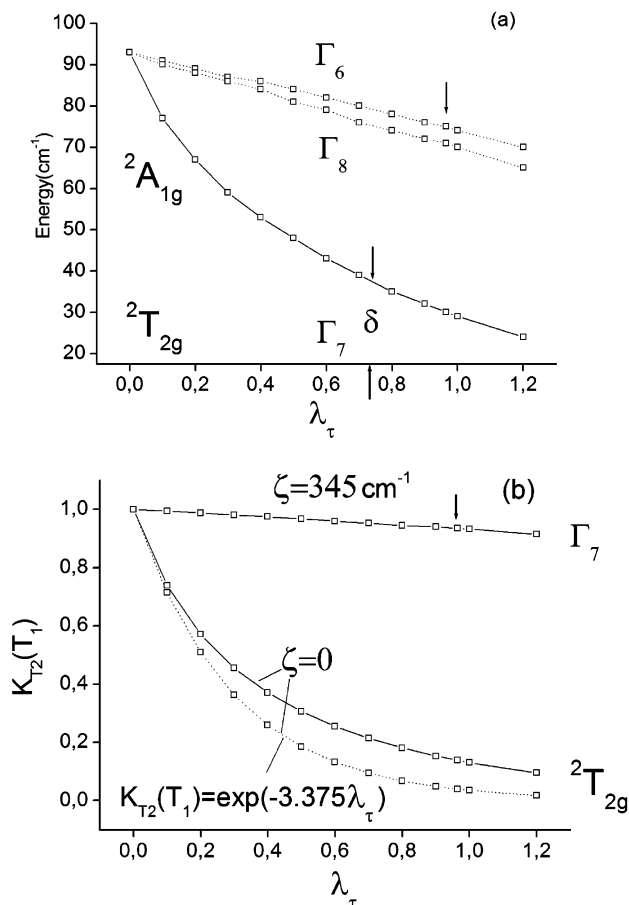 (a)
100
90
80
70
60
50
40
30
20
Energy(cm⁻¹)
Γ₆
Γ₈
²A₁g
²T₂g
Γ₇
δ
0,0 0,2 0,4 0,6 0,8 1,0 1,2
λτ
(b)
ζ=345 cm⁻¹
Γ₇
1,0
0,8
0,6
0,4
0,2
0,0
K_T2(T₁)
ζ=0
K_T2(T₁)=exp(-3.375λτ)
²T₂g
0,0 0,2 0,4 0,6 0,8 1,0 1,2
λτ